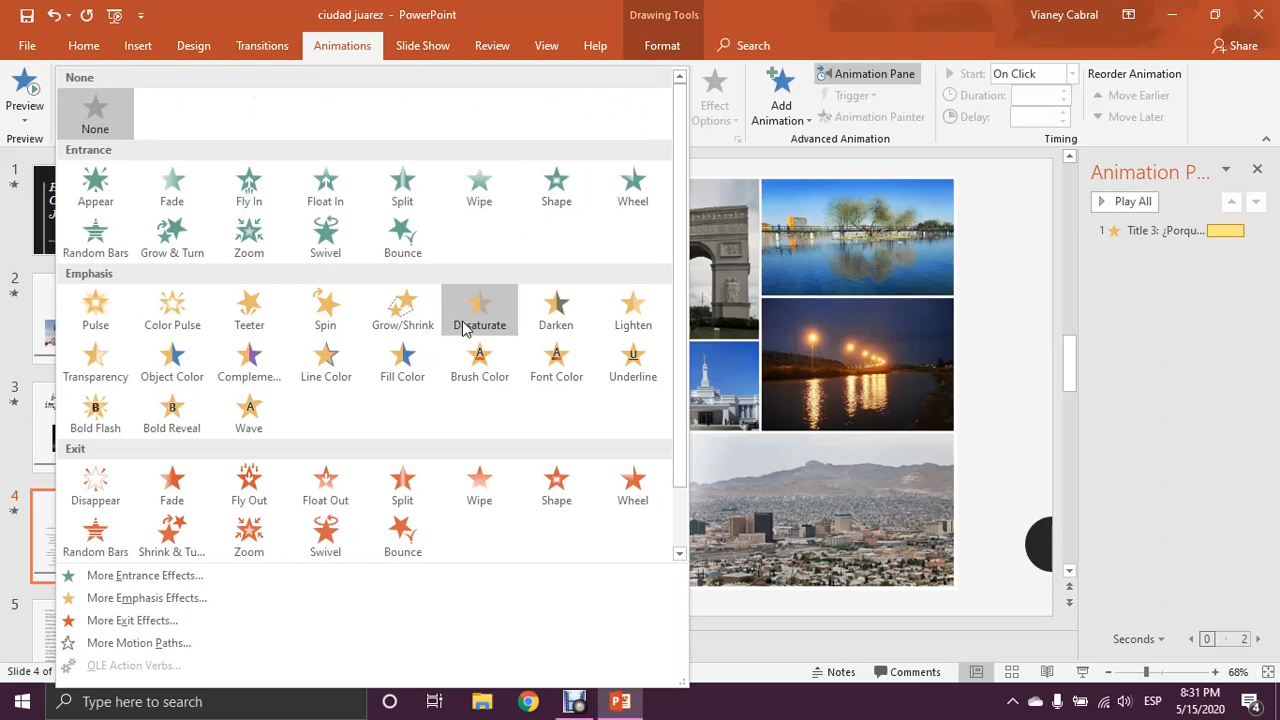 ciudad juarez - PowerPoint
Drawing Tools
Vianey Cabral
File Home Insert Design Transitions Animations Slide Show Review View Help Format Search Share
Preview
Preview
None
None
Entrance
Appear Fade Fly In Float In Split Wipe Shape Wheel
Random Bars Grow & Turn Zoom Swivel Bounce
Emphasis
Pulse Color Pulse Teeter Spin Grow/Shrink Desaturate Darken Lighten
Transparency Object Color Compleme... Line Color Fill Color Brush Color Font Color Underline
Bold Flash Bold Reveal Wave
Exit
Disappear Fade Fly Out Float Out Split Wipe Shape Wheel
Random Bars Shrink & Tu... Zoom Swivel Bounce
More Entrance Effects...
More Emphasis Effects...
More Exit Effects...
More Motion Paths...
OLE Action Verbs...
Effect
Options
Add
Animation
Animation Pane
Trigger
Animation Painter
Advanced Animation
Start: On Click
Duration:
Delay:
Reorder Animation
Move Earlier
Move Later
Timing
1
2
3
4
5
Animation P...
Play All
1 Title 3: ¿Porqu...
Seconds 0 2
Slide 4 of
Notes Comments 68%
Type here to search
ESP
8:31 PM
5/15/2020
4